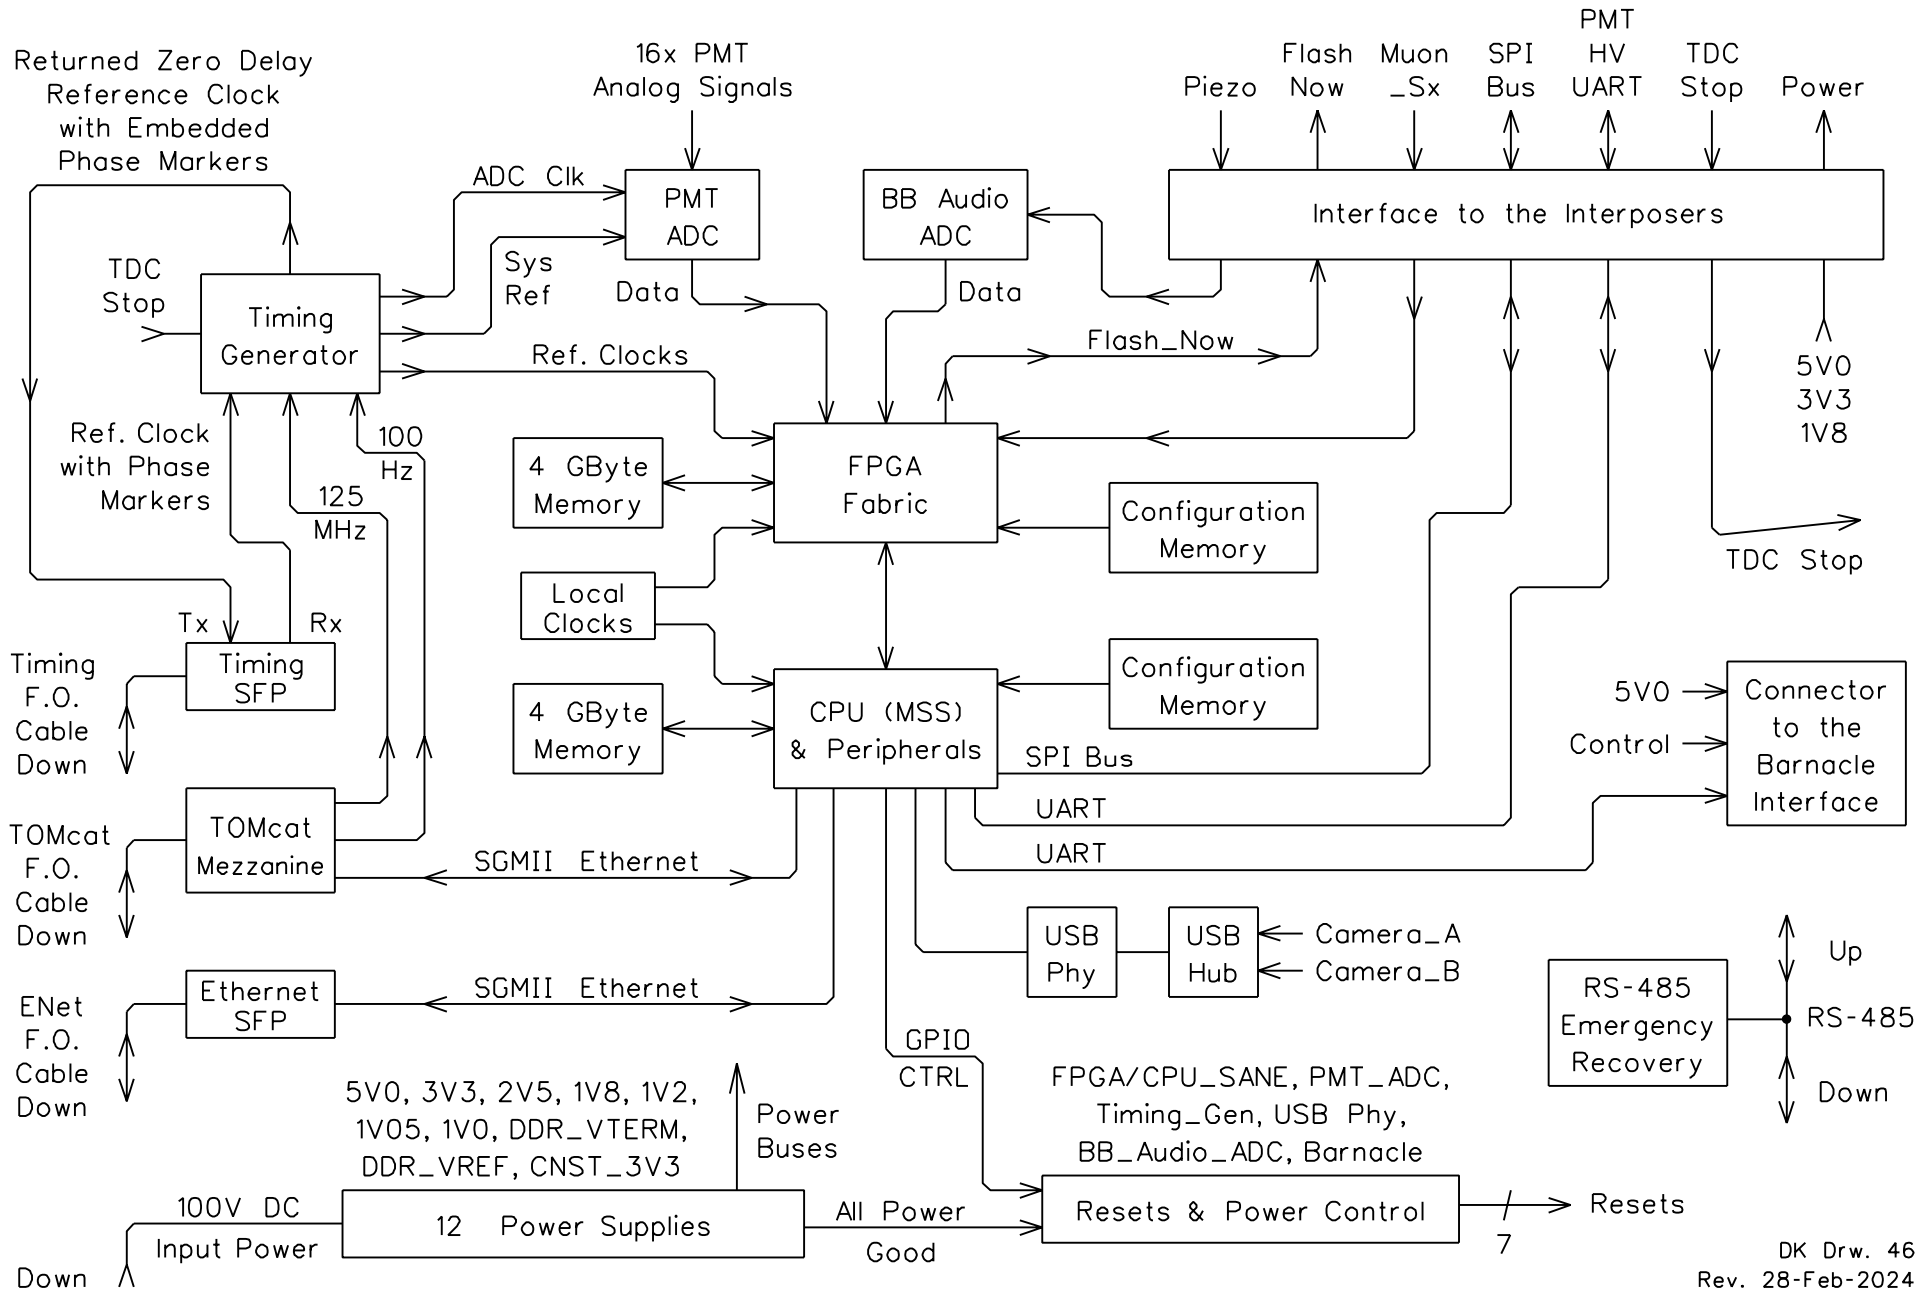 Returned Zero Delay
Reference Clock
with Embedded
Phase Markers
16x PMT
Analog Signals
Piezo
Flash
Now
Muon
_Sx
SPI
Bus
PMT
HV
UART
TDC
Stop
Power
ADC Clk
PMT
ADC
BB Audio
ADC
Interface to the Interposers
Sys
Ref
TDC
Stop
Timing
Generator
Data
Data
Ref. Clocks
Flash_Now
5V0
3V3
1V8
Ref. Clock
with Phase
Markers
100
Hz
125
MHz
4 GByte
Memory
FPGA
Fabric
Configuration
Memory
TDC Stop
Local
Clocks
Tx
Rx
Timing
SFP
Timing
F.O.
Cable
Down
4 GByte
Memory
CPU (MSS)
& Peripherals
Configuration
Memory
5V0
Control
Connector
to the
Barnacle
Interface
SPI Bus
UART
UART
TOMcat
F.O.
Cable
Down
TOMcat
Mezzanine
SGMII Ethernet
USB
Phy
USB
Hub
Camera_A
Camera_B
RS-485
Emergency
Recovery
Up
RS-485
Down
ENet
F.O.
Cable
Down
Ethernet
SFP
SGMII Ethernet
GPIO
CTRL
5V0, 3V3, 2V5, 1V8, 1V2,
1V05, 1V0, DDR_VTERM,
DDR_VREF, CNST_3V3
Power
Buses
FPGA/CPU_SANE, PMT_ADC,
Timing_Gen, USB Phy,
BB_Audio_ADC, Barnacle
100V DC
Input Power
Down
12 Power Supplies
All Power
Good
Resets & Power Control
7
Resets
DK Drw. 46
Rev. 28-Feb-2024